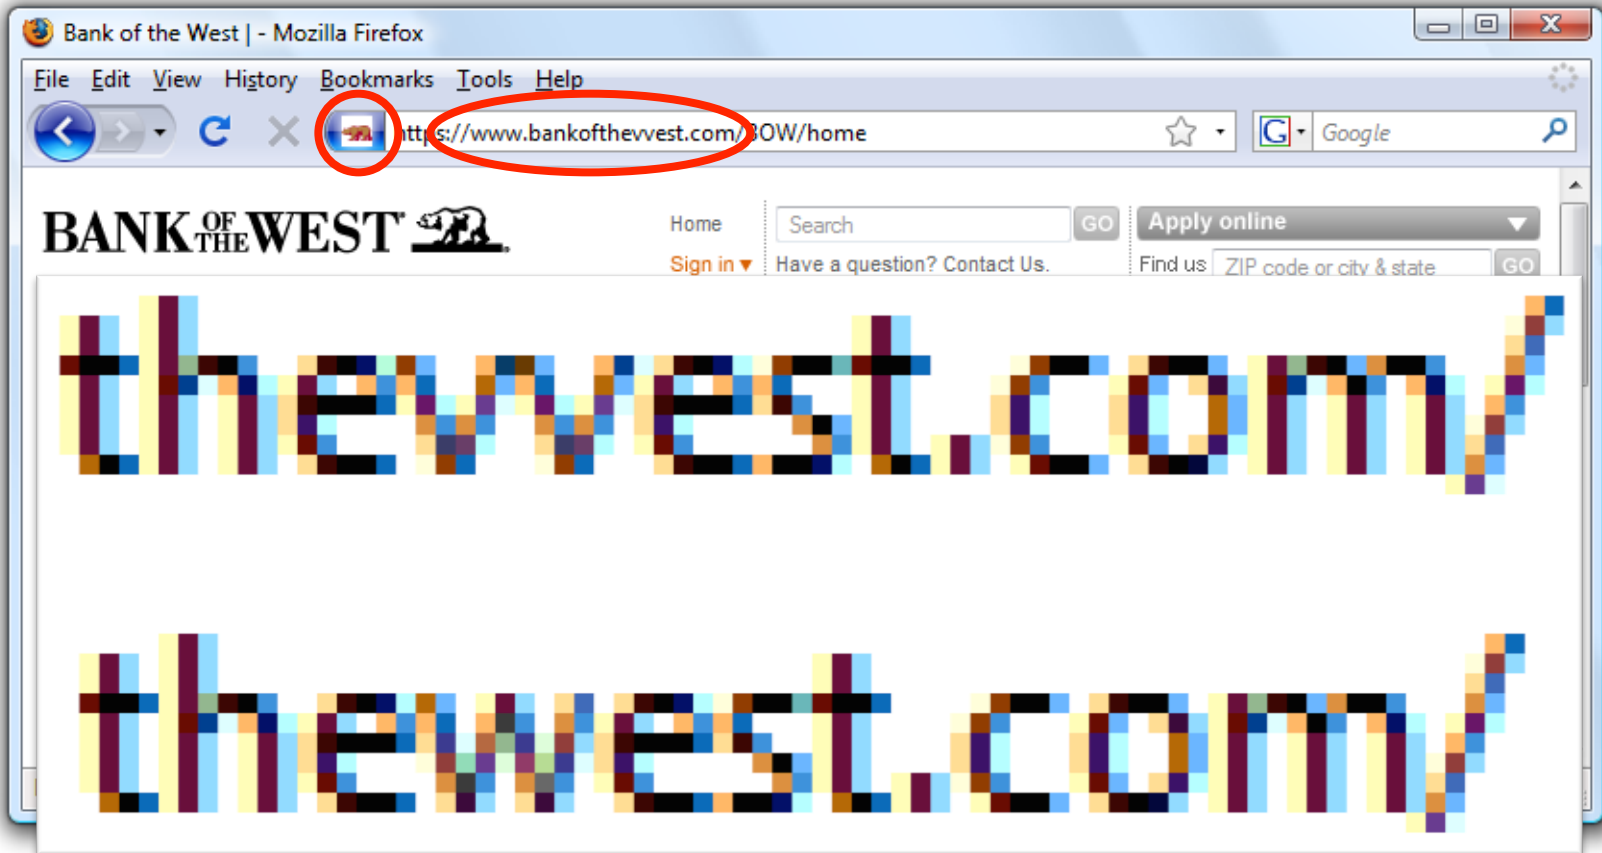 Bank of the West | - Mozilla Firefox
File Edit View History Bookmarks Tools Help
https://www.bankofthevvest.com/BOW/home
G Google
BANK OF THE WEST
Home Search GO Apply online
Sign in Have a question? Contact Us. Find us ZIP code or city & state GO
thevvest.com/
thewest.com/